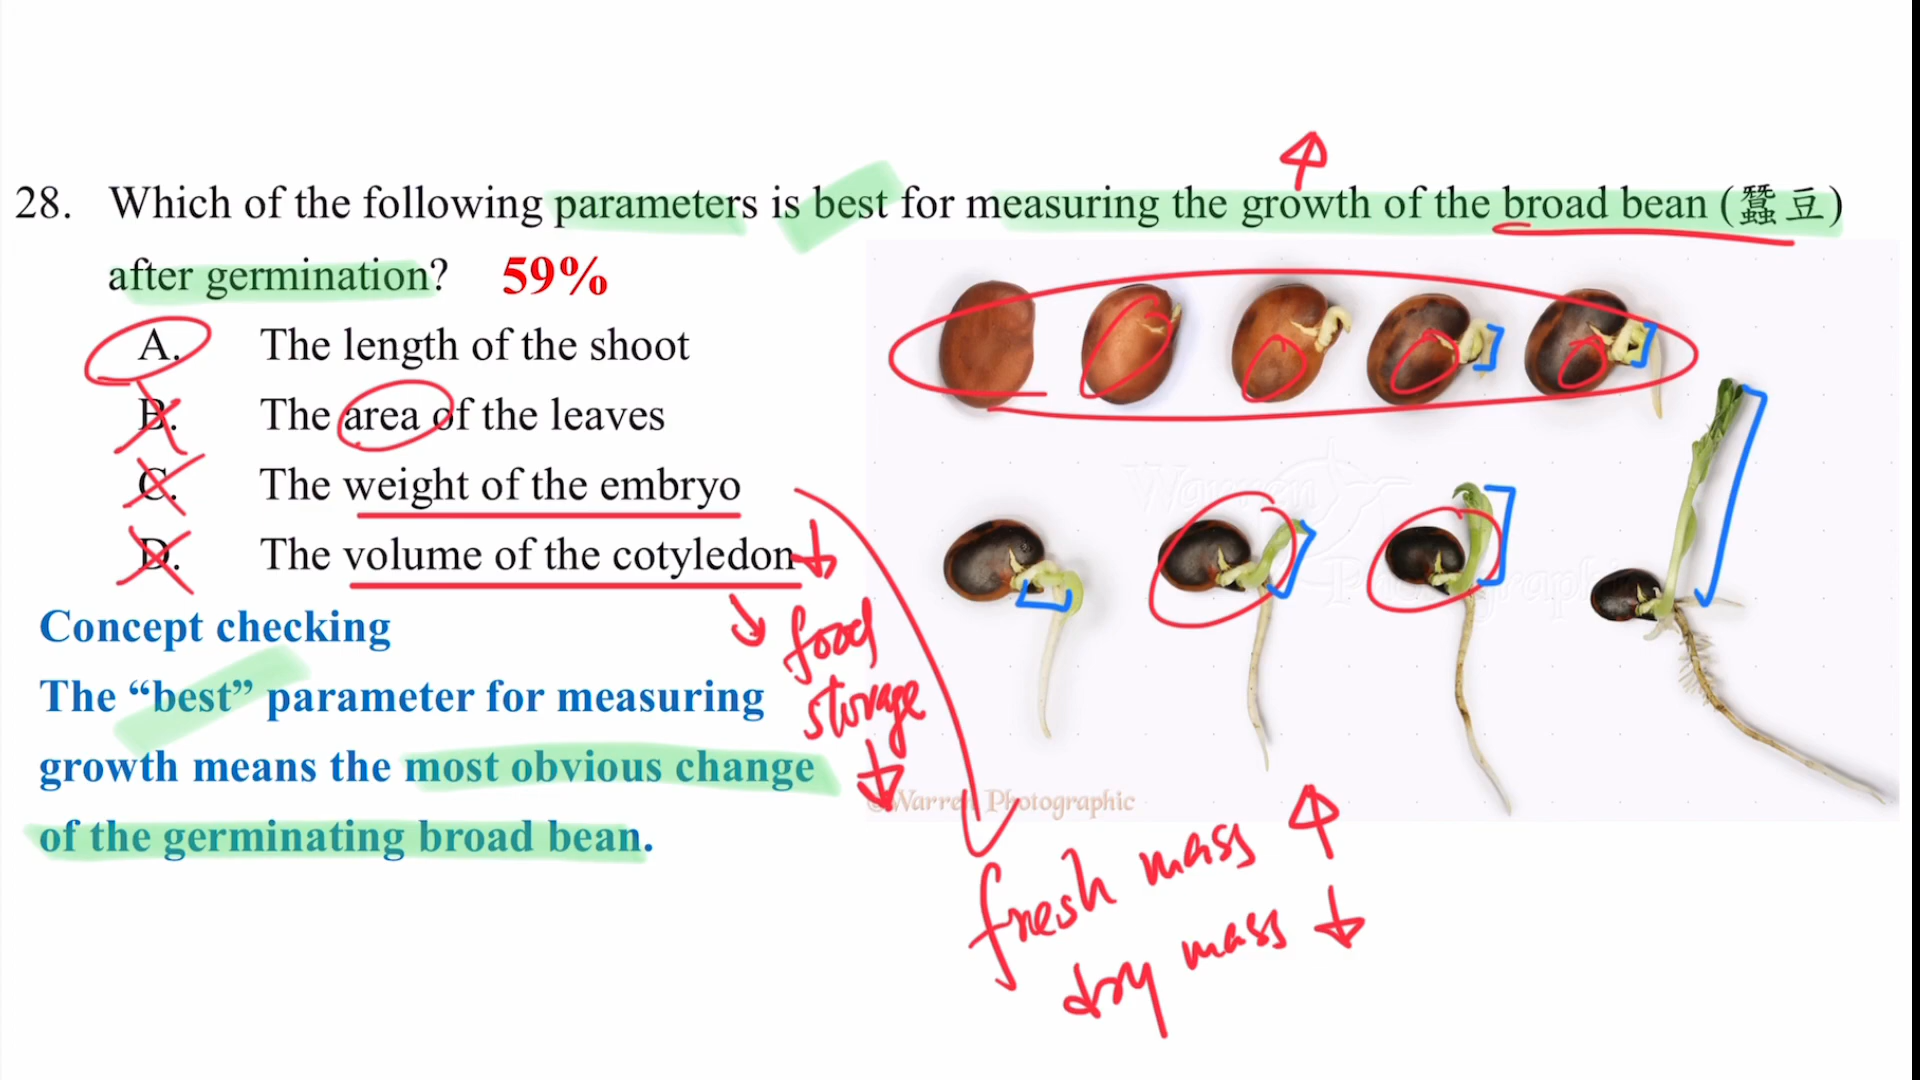 28. Which of the following parameters is best for measuring the growth of the broad bean (蠶豆)
after germination? 59%
A. The length of the shoot
B. The area of the leaves
C. The weight of the embryo
D. The volume of the cotyledon
Concept checking
The “best” parameter for measuring
growth means the most obvious change
of the germinating broad bean.
food
storage
Warren
Photographic
©Warren Photographic
fresh mass
dry mass